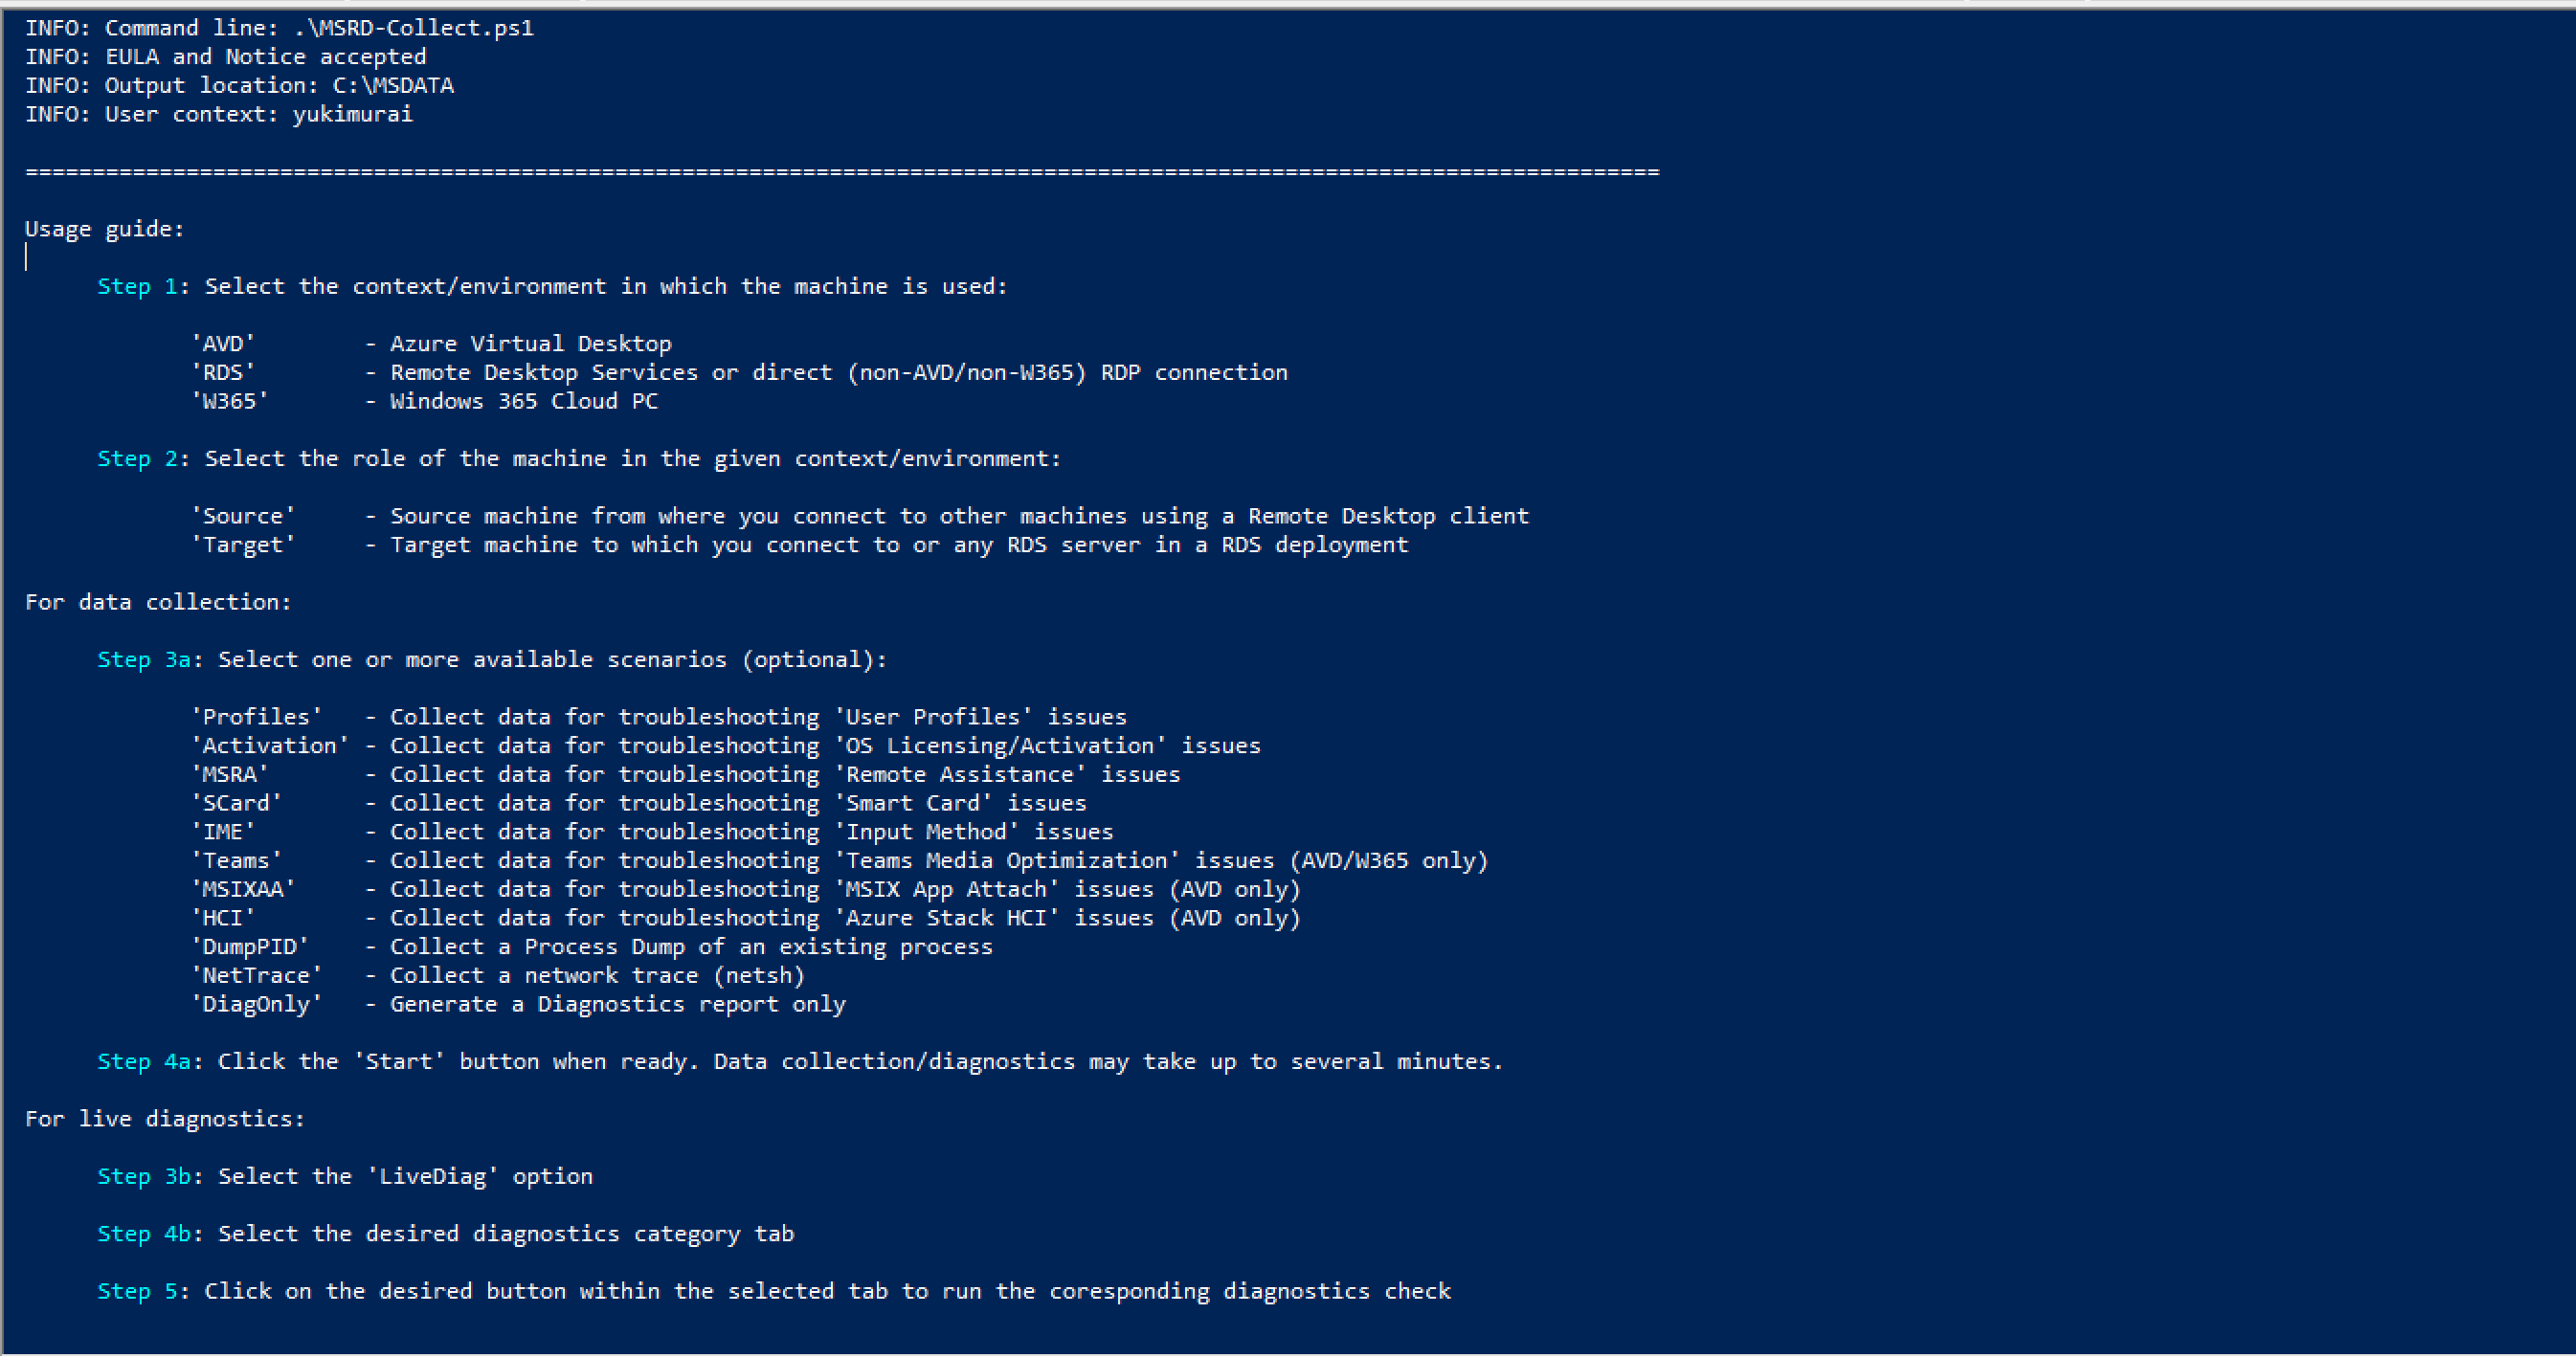 INFO: Command line: .\MSRD-Collect.ps1
INFO: EULA and Notice accepted
INFO: Output location: C:\MSDATA
INFO: User context: yukimurai
==========================================================================================================================
Usage guide:
Step 1: Select the context/environment in which the machine is used:
'AVD' - Azure Virtual Desktop
'RDS' - Remote Desktop Services or direct (non-AVD/non-W365) RDP connection
'W365' - Windows 365 Cloud PC
Step 2: Select the role of the machine in the given context/environment:
'Source' - Source machine from where you connect to other machines using a Remote Desktop client
'Target' - Target machine to which you connect to or any RDS server in a RDS deployment
For data collection:
Step 3a: Select one or more available scenarios (optional):
'Profiles' - Collect data for troubleshooting 'User Profiles' issues
'Activation' - Collect data for troubleshooting 'OS Licensing/Activation' issues
'MSRA' - Collect data for troubleshooting 'Remote Assistance' issues
'SCard' - Collect data for troubleshooting 'Smart Card' issues
'IME' - Collect data for troubleshooting 'Input Method' issues
'Teams' - Collect data for troubleshooting 'Teams Media Optimization' issues (AVD/W365 only)
'MSIXAA' - Collect data for troubleshooting 'MSIX App Attach' issues (AVD only)
'HCI' - Collect data for troubleshooting 'Azure Stack HCI' issues (AVD only)
'DumpPID' - Collect a Process Dump of an existing process
'NetTrace' - Collect a network trace (netsh)
'DiagOnly' - Generate a Diagnostics report only
Step 4a: Click the 'Start' button when ready. Data collection/diagnostics may take up to several minutes.
For live diagnostics:
Step 3b: Select the 'LiveDiag' option
Step 4b: Select the desired diagnostics category tab
Step 5: Click on the desired button within the selected tab to run the coresponding diagnostics check